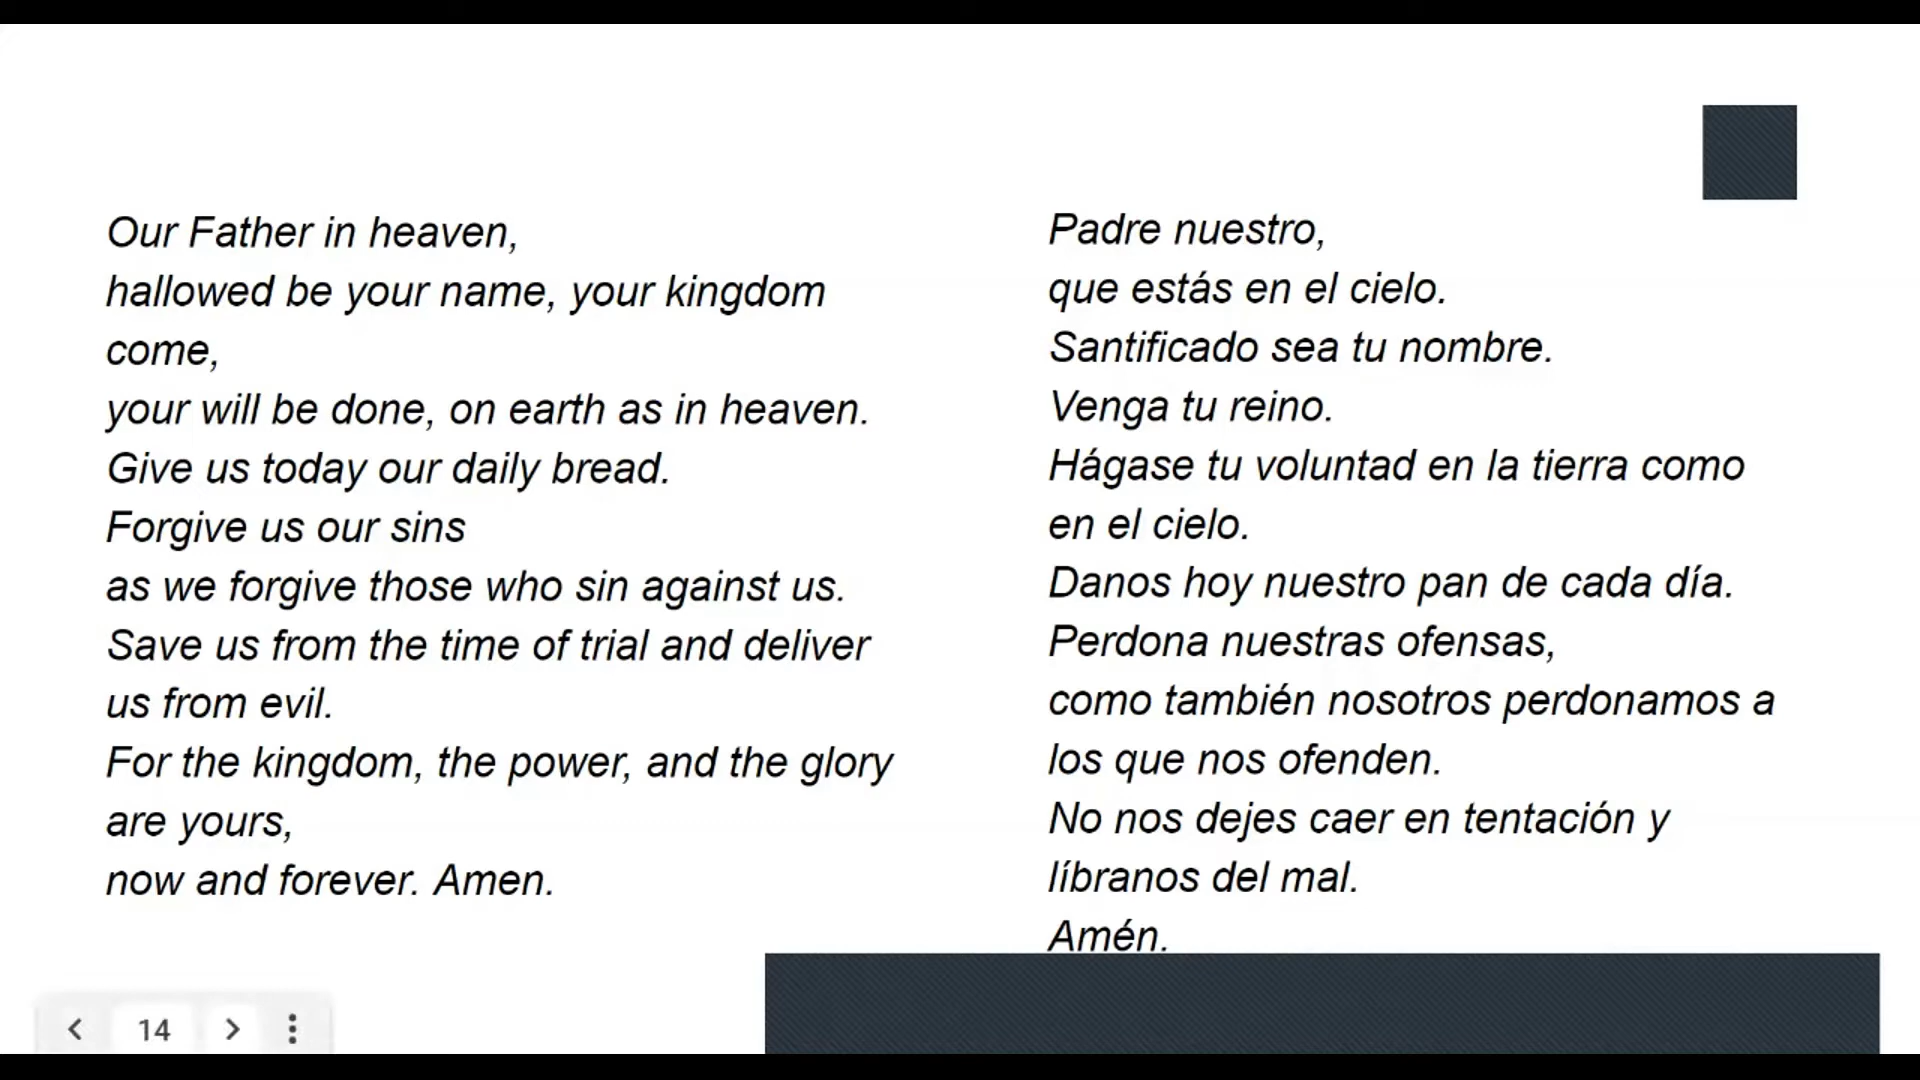 Our Father in heaven,
hallowed be your name, your kingdom
come,
your will be done, on earth as in heaven.
Give us today our daily bread.
Forgive us our sins
as we forgive those who sin against us.
Save us from the time of trial and deliver
us from evil.
For the kingdom, the power, and the glory
are yours,
now and forever. Amen.
Padre nuestro,
que estás en el cielo.
Santificado sea tu nombre.
Venga tu reino.
Hágase tu voluntad en la tierra como
en el cielo.
Danos hoy nuestro pan de cada día.
Perdona nuestras ofensas,
como también nosotros perdonamos a
los que nos ofenden.
No nos dejes caer en tentación y
líbranos del mal.
Amén.
14